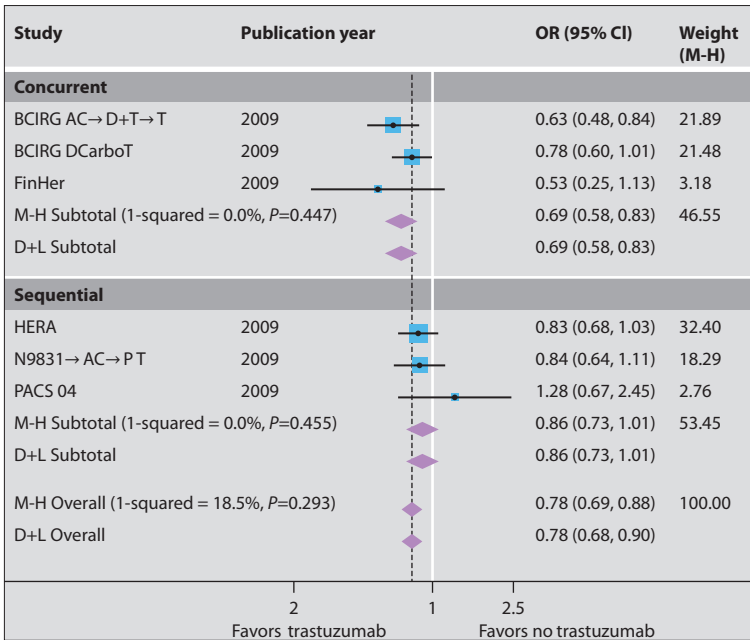 Study Publication year OR (95% Cl) Weight (M-H)
Concurrent
BCIRG AC→D+T→T 2009 0.63 (0.48, 0.84) 21.89
BCIRG DCarboT 2009 0.78 (0.60, 1.01) 21.48
FinHer 2009 0.53 (0.25, 1.13) 3.18
M-H Subtotal (1-squared = 0.0%, P=0.447) 0.69 (0.58, 0.83) 46.55
D+L Subtotal 0.69 (0.58, 0.83)
Sequential
HERA 2009 0.83 (0.68, 1.03) 32.40
N9831→AC→P T 2009 0.84 (0.64, 1.11) 18.29
PACS 04 2009 1.28 (0.67, 2.45) 2.76
M-H Subtotal (1-squared = 0.0%, P=0.455) 0.86 (0.73, 1.01) 53.45
D+L Subtotal 0.86 (0.73, 1.01)
M-H Overall (1-squared = 18.5%, P=0.293) 0.78 (0.69, 0.88) 100.00
D+L Overall 0.78 (0.68, 0.90)
2 1 2.5
Favors trastuzumab Favors no trastuzumab